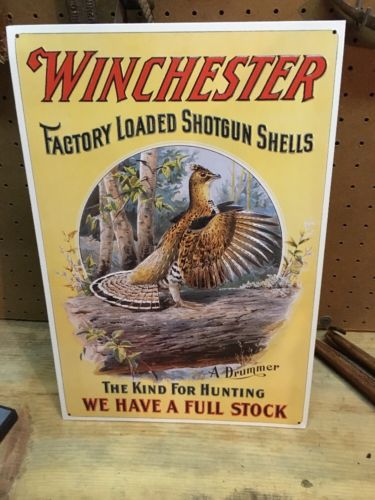 WINCHESTER
FACTORY LOADED SHOTGUN SHELLS
A Drummer
THE KIND FOR HUNTING
WE HAVE A FULL STOCK